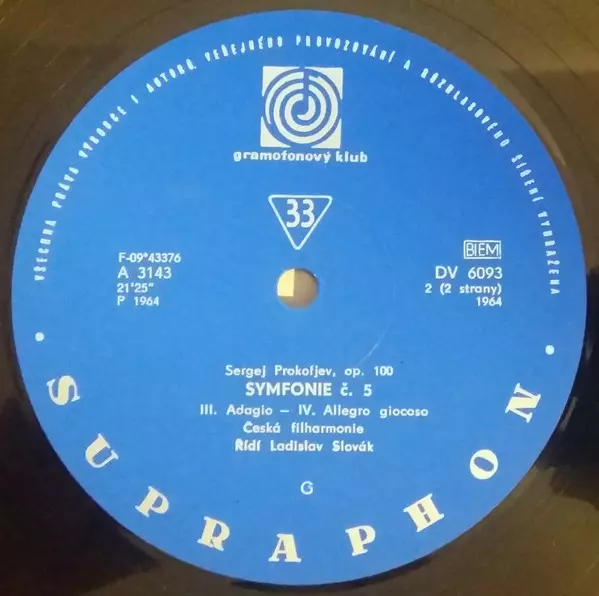 VŠECHNA PRÁVA VÝROBCE I AUTORŮ VEŘEJNÉHO PROVOZOVÁNÍ A ROZHLASOVÉHO ŠÍŘENÍ VYHRAŽENA
gramofonový klub
33
F-09*43376
A 3143
21'25"
P 1964
BIEM
DV 6093
2 (2 strany)
1964
Sergej Prokofjev, op. 100
SYMFONIE č. 5
III. Adagio – IV. Allegro giocoso
Česká filharmonie
Řídí Ladislav Slovák
G
• SUPRAPHON •